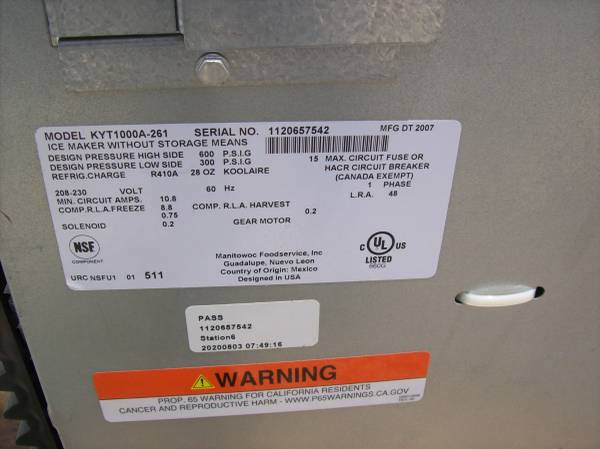 MODEL KYT1000A-261 SERIAL NO. 1120657542 MFG DT 2007
ICE MAKER WITHOUT STORAGE MEANS
DESIGN PRESSURE HIGH SIDE 600 P.S.I.G 15 MAX. CIRCUIT FUSE OR
DESIGN PRESSURE LOW SIDE 300 P.S.I.G HACR CIRCUIT BREAKER
REFRIG.CHARGE R410A 28 OZ KOOLAIRE (CANADA EXEMPT)
208-230 VOLT 60 Hz 1 PHASE
MIN. CIRCUIT AMPS. 10.8 L.R.A. 48
COMP.R.L.A.FREEZE 8.8 COMP. R.L.A. HARVEST
0.75 GEAR MOTOR 0.2
SOLENOID 0.2
NSF
COMPONENT
C UL US
LISTED
660G
Manitowoc Foodservice, Inc
Guadalupe, Nuevo Leon
Country of Origin: Mexico
Designed in USA
URC NSFU1 01 511
PASS
1120657542
Station6
20200803 07:49:16
WARNING
PROP. 65 WARNING FOR CALIFORNIA RESIDENTS
CANCER AND REPRODUCTIVE HARM - WWW.P65WARNINGS.CA.GOV